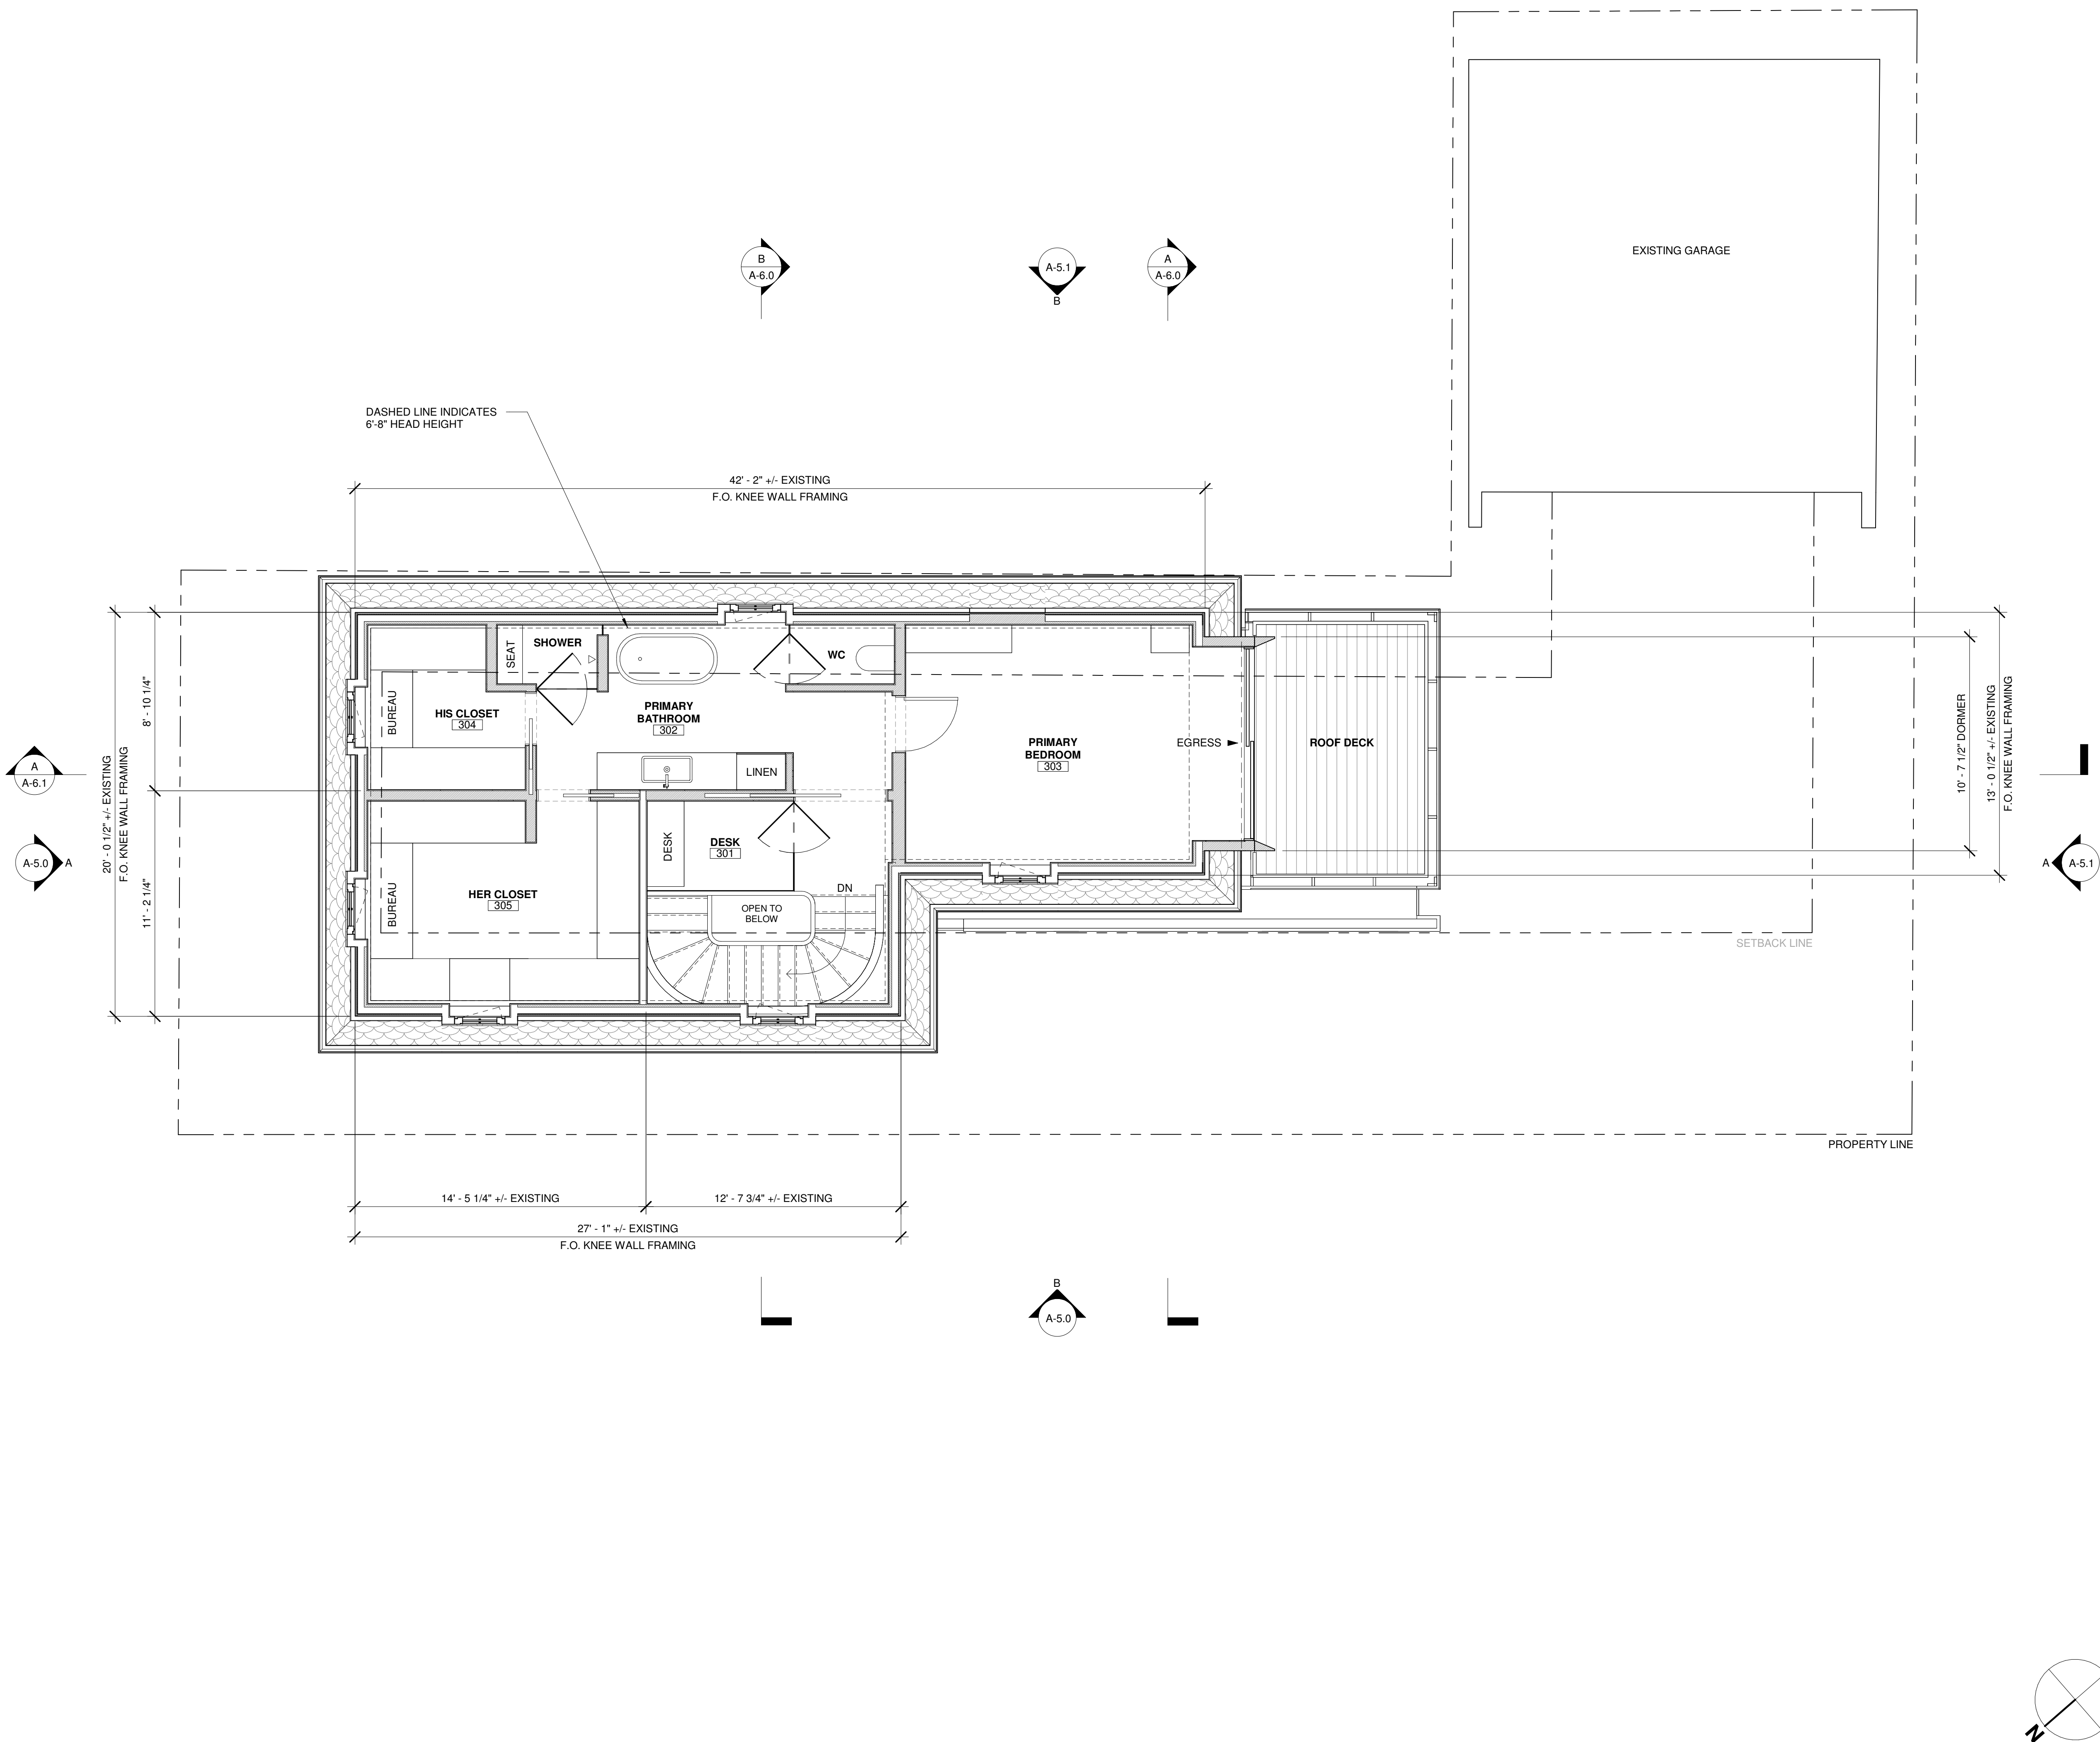 EXISTING GARAGE
B
A-6.0
A-5.1
B
A
A-6.0
DASHED LINE INDICATES
6'-8" HEAD HEIGHT
42' - 2" +/- EXISTING
F.O. KNEE WALL FRAMING
20' - 0 1/2" +/- EXISTING
F.O. KNEE WALL FRAMING
8' - 10 1/4"
11' - 2 1/4"
A
A-6.1
A-5.0
A
SEAT
SHOWER
WC
BUREAU
HIS CLOSET
304
PRIMARY
BATHROOM
302
LINEN
PRIMARY
BEDROOM
303
EGRESS
ROOF DECK
DESK
DESK
301
BUREAU
HER CLOSET
305
DN
OPEN TO
BELOW
10' - 7 1/2" DORMER
13' - 0 1/2" +/- EXISTING
F.O. KNEE WALL FRAMING
A
A-5.1
SETBACK LINE
PROPERTY LINE
14' - 5 1/4" +/- EXISTING
12' - 7 3/4" +/- EXISTING
27' - 1" +/- EXISTING
F.O. KNEE WALL FRAMING
B
A-5.0
N